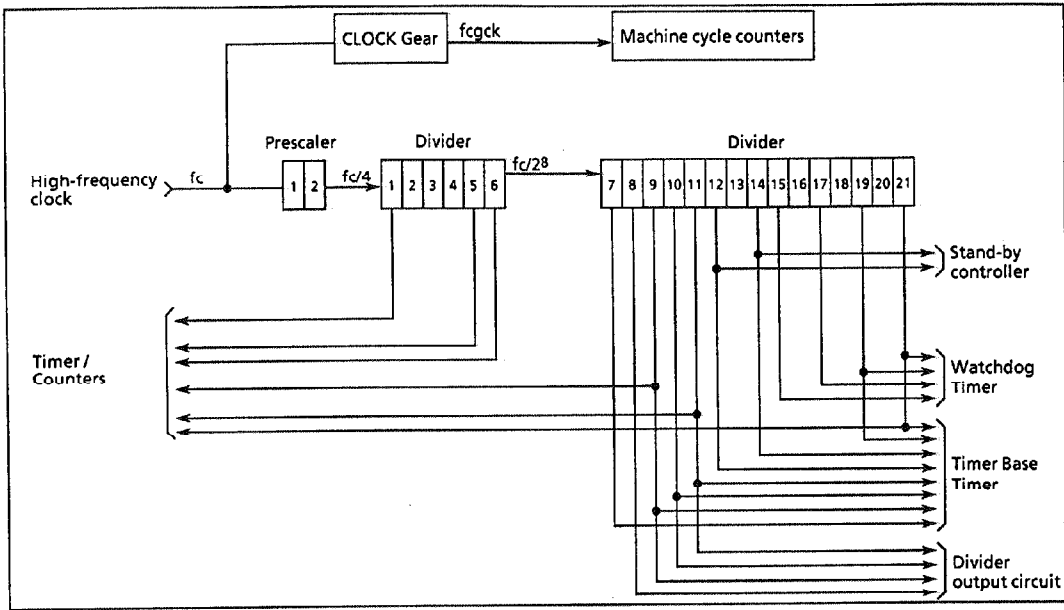 CLOCK Gear
fcgck
Machine cycle counters
Prescaler
Divider
Divider
High-frequency
clock
fc
1 2
fc/4
1 2 3 4 5 6
fc/2⁸
7 8 9 10 11 12 13 14 15 16 17 18 19 20 21
Stand-by
controller
Timer /
Counters
Watchdog
Timer
Timer Base
Timer
Divider
output circuit